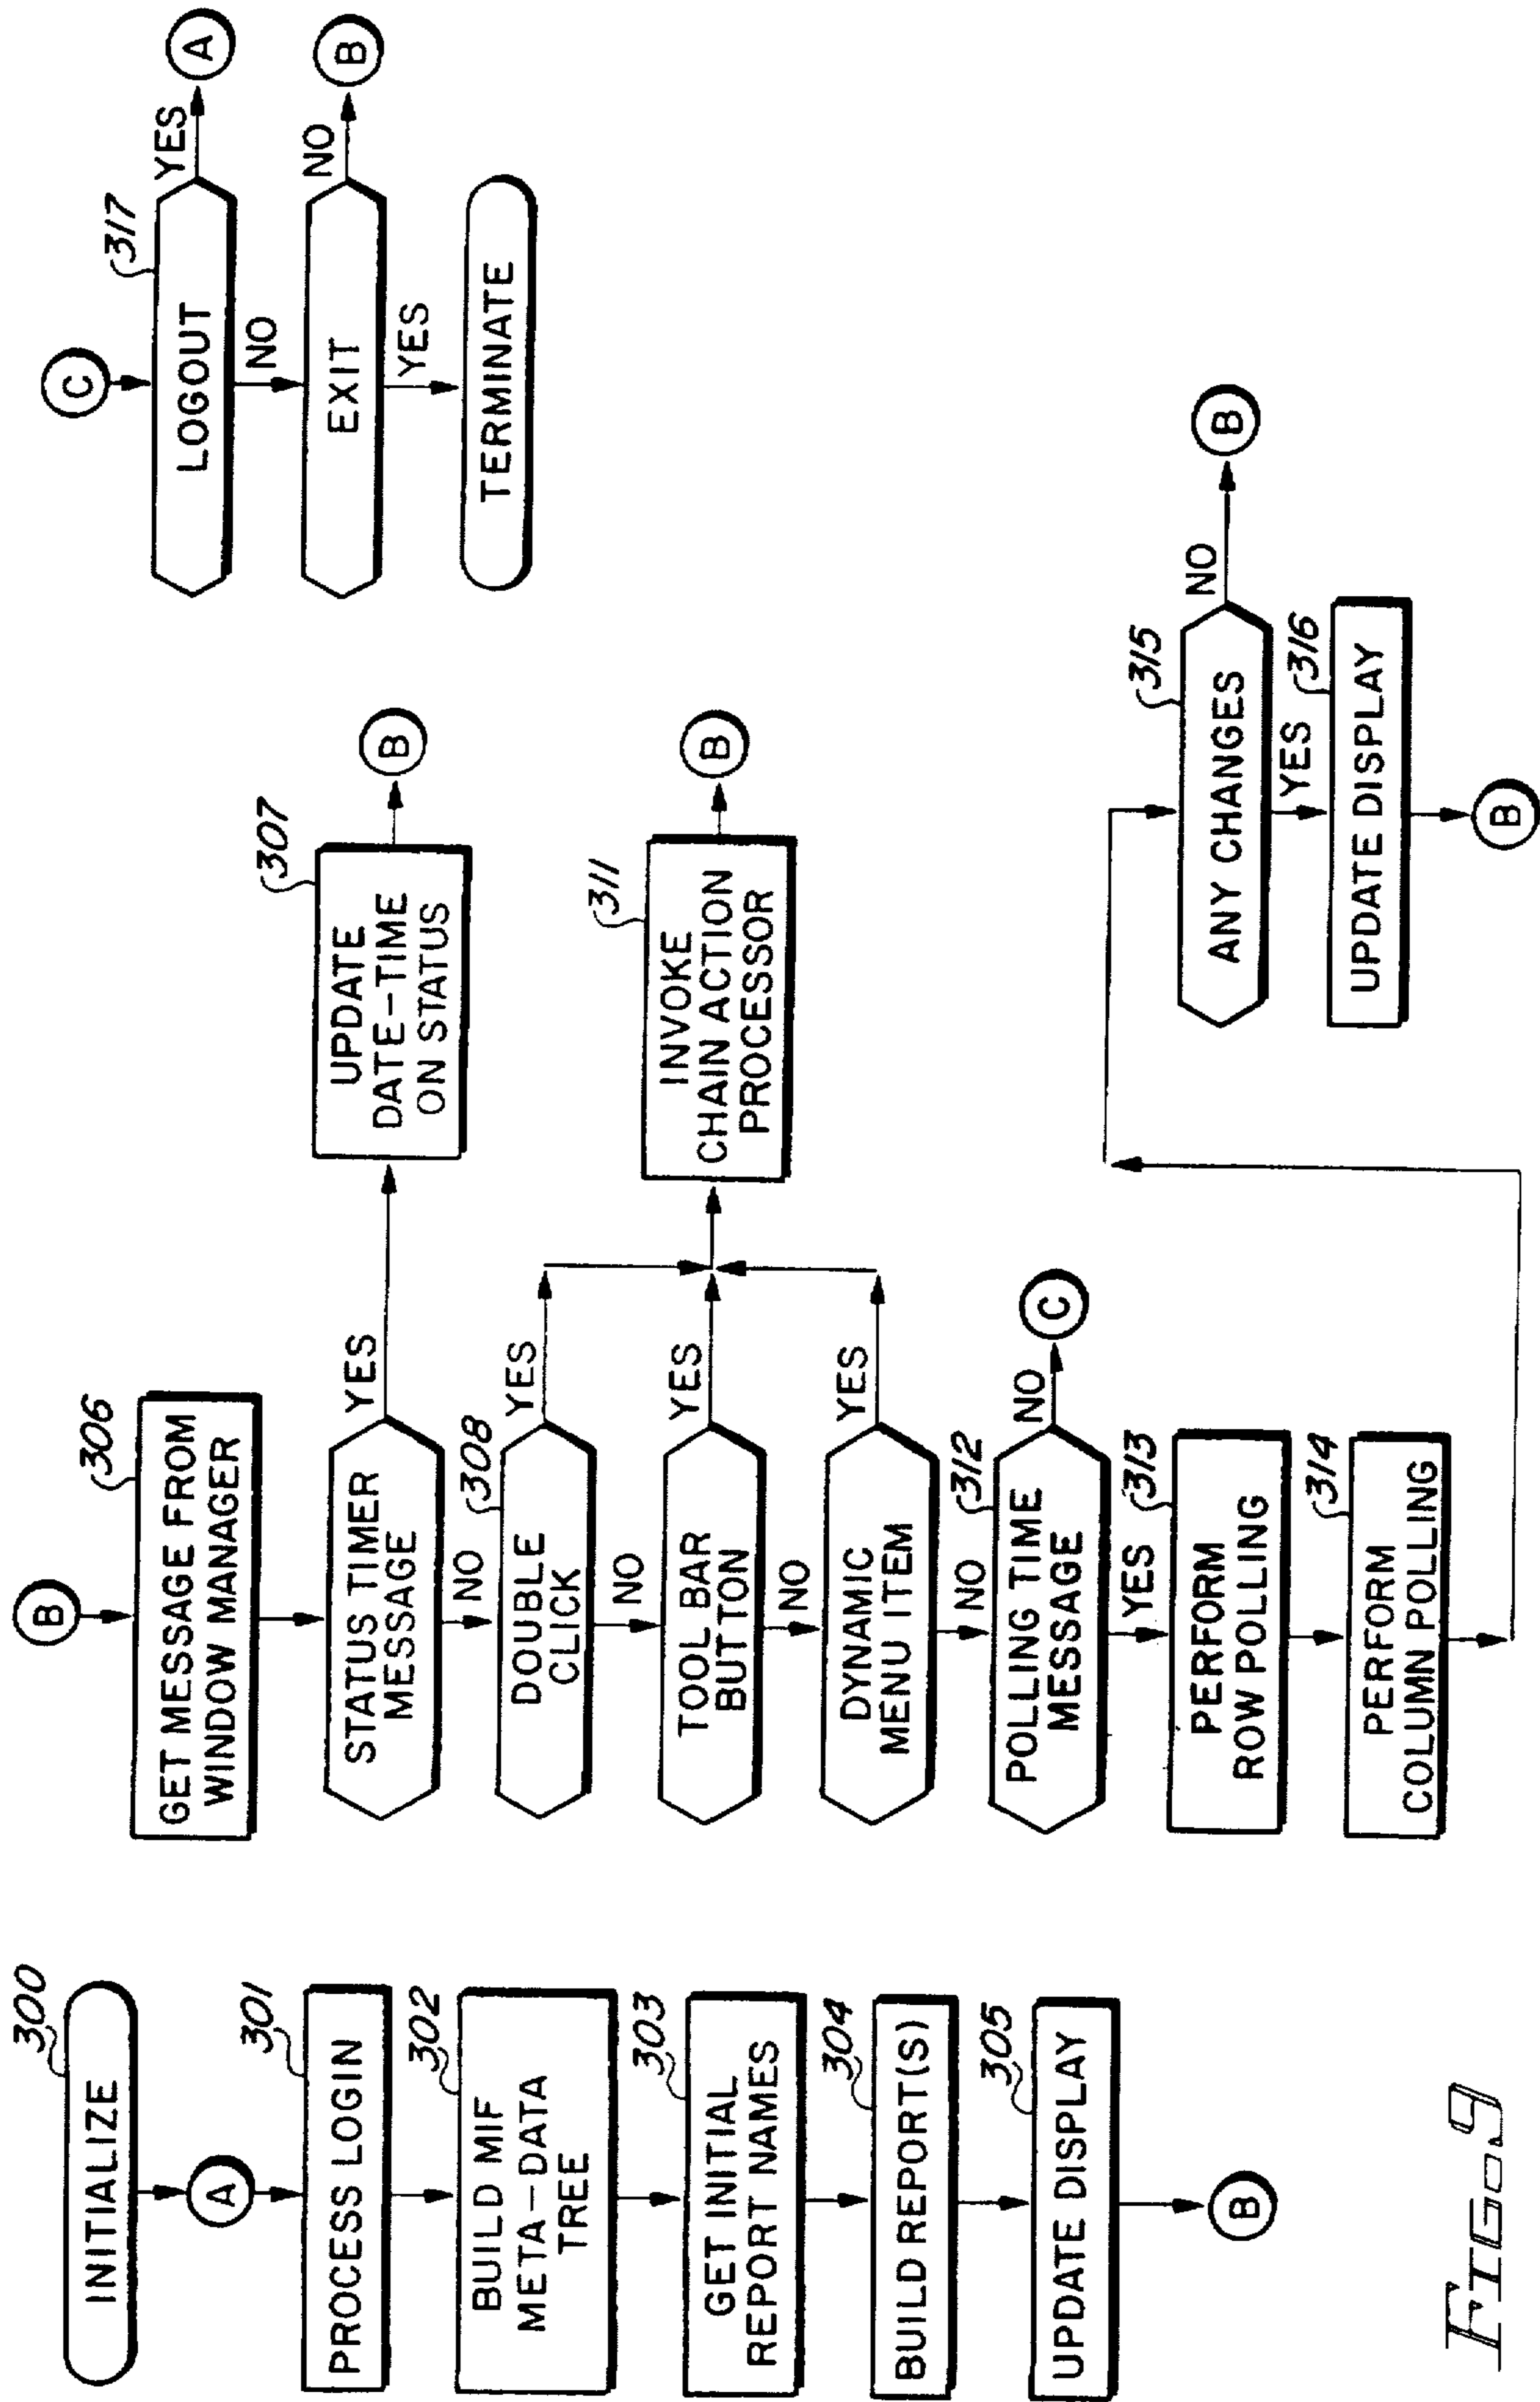 300
INITIALIZE
A
301
PROCESS LOGIN
302
BUILD MIF
META-DATA
TREE
303
GET INITIAL
REPORT NAMES
304
BUILD REPORT(S)
305
UPDATE DISPLAY
B
B
306
GET MESSAGE FROM
WINDOW MANAGER
STATUS TIMER
MESSAGE
YES
NO
307
UPDATE
DATE-TIME
ON STATUS
B
308
DOUBLE
CLICK
YES
NO
TOOL BAR
BUTTON
YES
NO
311
INVOKE
CHAIN ACTION
PROCESSOR
B
DYNAMIC
MENU ITEM
YES
NO
312
POLLING TIME
MESSAGE
NO
C
YES
313
PERFORM
ROW POLLING
314
PERFORM
COLUMN POLLING
315
ANY CHANGES
NO
B
YES
316
UPDATE DISPLAY
B
C
317
LOGOUT
YES
A
NO
EXIT
NO
B
YES
TERMINATE
FIG. 9